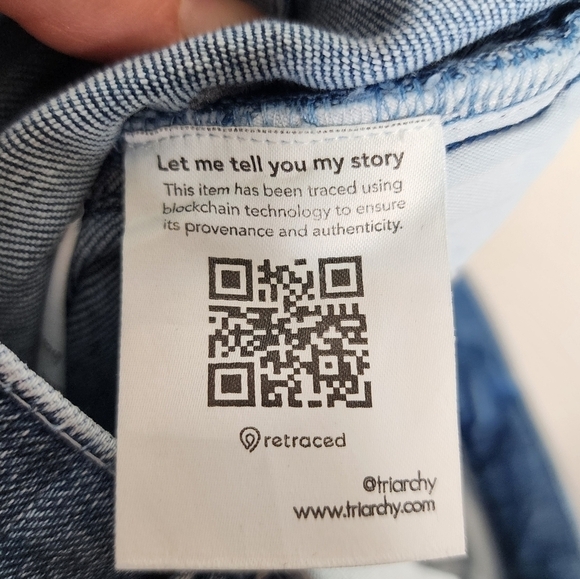 Let me tell you my story
This item has been traced using
blockchain technology to ensure
its provenance and authenticity.
retraced
@triarchy
www.triarchy.com